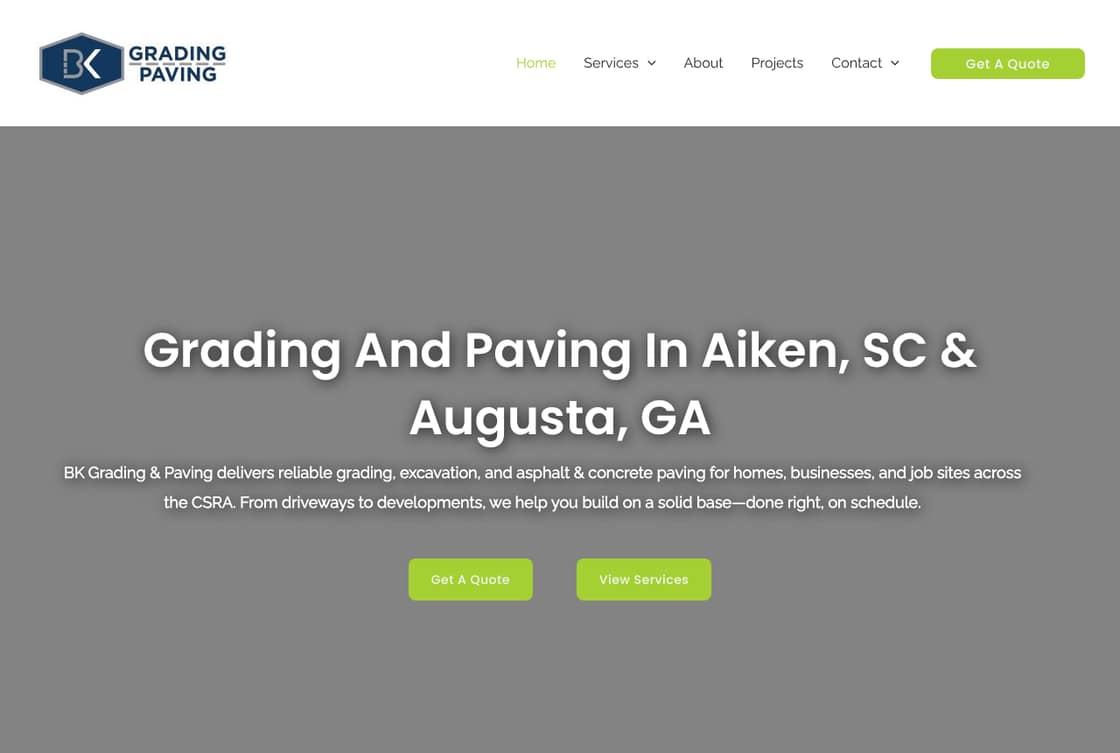 BK GRADING
PAVING
Home
Services
About
Projects
Contact
Get A Quote
Grading And Paving In Aiken, SC &
Augusta, GA
BK Grading & Paving delivers reliable grading, excavation, and asphalt & concrete paving for homes, businesses, and job sites across
the CSRA. From driveways to developments, we help you build on a solid base—done right, on schedule.
Get A Quote
View Services